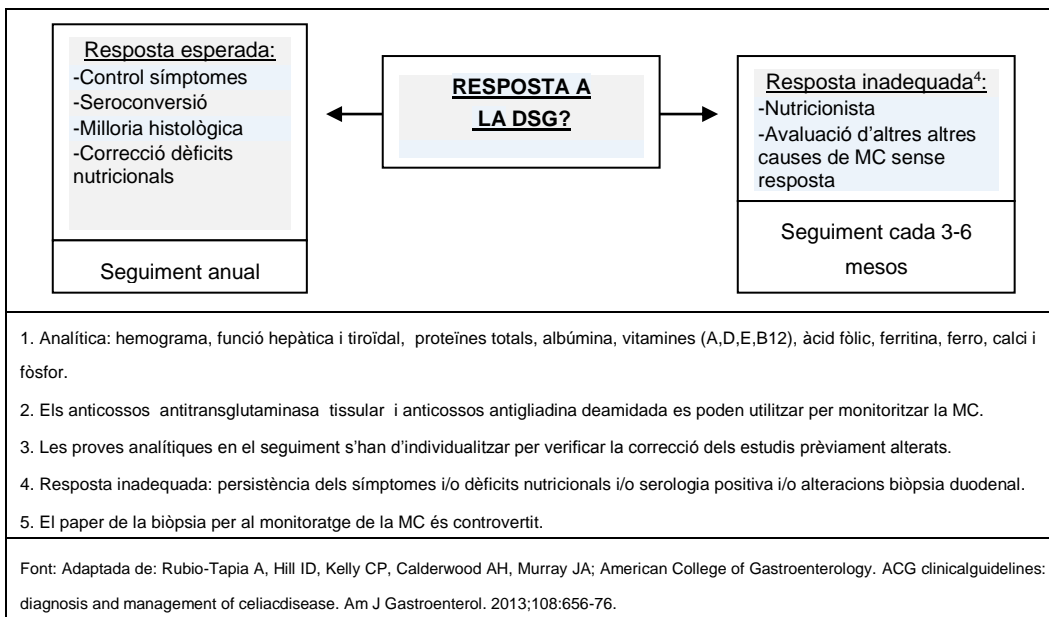 Resposta esperada:
-Control símptomes
-Seroconversió
-Milloria histològica
-Correcció dèficits
nutricionals
Seguiment anual
RESPOSTA A
LA DSG?
Resposta inadequada4:
-Nutricionista
-Avaluació d'altres altres
causes de MC sense
resposta
Seguiment cada 3-6
mesos
1. Analítica: hemograma, funció hepàtica i tiroïdal, proteïnes totals, albúmina, vitamines (A,D,E,B12), àcid fòlic, ferritina, ferro, calci i
fòsfor.
2. Els anticossos antitransglutaminasa tissular i anticossos antigliadina deamidada es poden utilitzar per monitoritzar la MC.
3. Les proves analítiques en el seguiment s'han d'individualitzar per verificar la correcció dels estudis prèviament alterats.
4. Resposta inadequada: persistència dels símptomes i/o dèficits nutricionals i/o serologia positiva i/o alteracions biòpsia duodenal.
5. El paper de la biòpsia per al monitoratge de la MC és controvertit.
Font: Adaptada de: Rubio-Tapia A, Hill ID, Kelly CP, Calderwood AH, Murray JA; American College of Gastroenterology. ACG clinicalguidelines:
diagnosis and management of celiacdisease. Am J Gastroenterol. 2013;108:656-76.